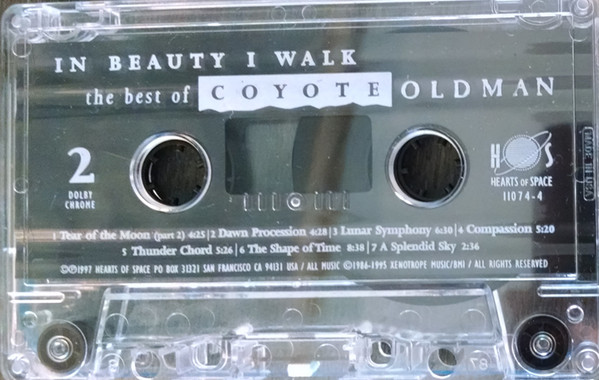 IN BEAUTY I WALK
the best of COYOTE OLDMAN
2
DOLBY
CHROME
H S
HEARTS OF SPACE
11074-4
1 Tear of the Moon (part 2) 4:25 | 2 Dawn Procession 4:28 | 3 Lunar Symphony 6:30 | 4 Compassion 5:20
5 Thunder Chord 5:26 | 6 The Shape of Time 8:38 | 7 A Splendid Sky 2:36
©℗1997 HEARTS OF SPACE PO BOX 31321 SAN FRANCISCO CA 94131 USA / ALL MUSIC ©1986-1995 XENOTROPE MUSIC/BMI / ALL RIGHTS RESERVED